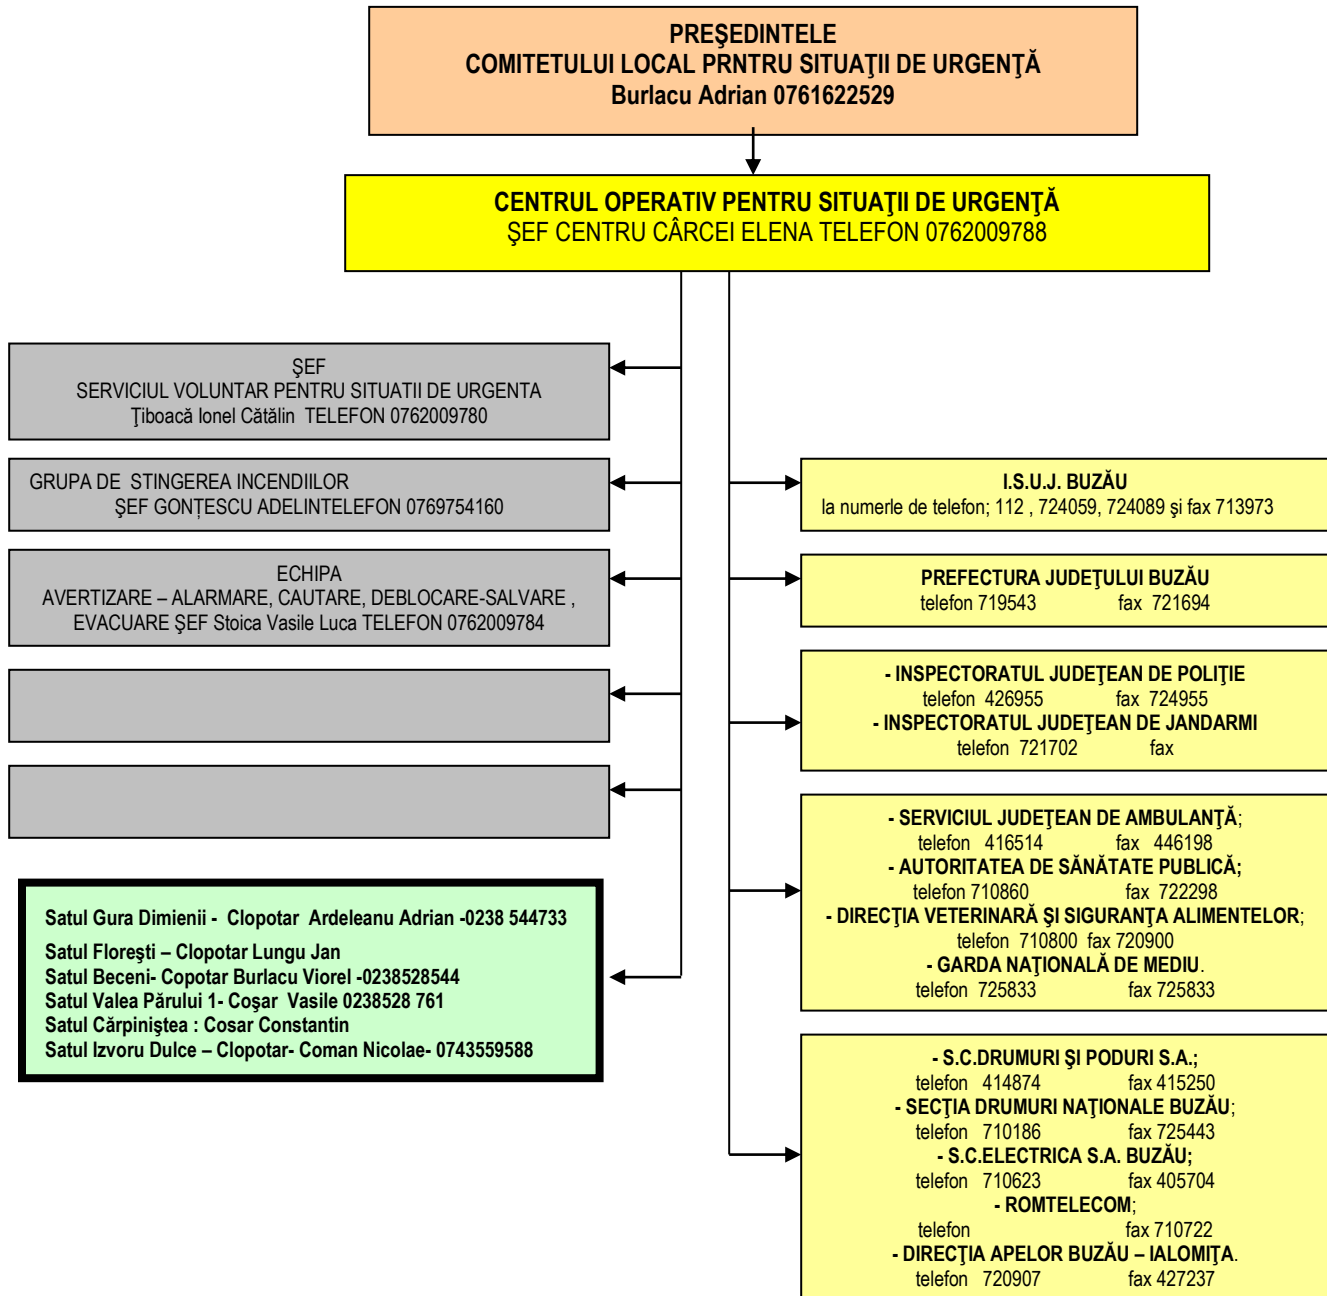 PREŞEDINTELE
COMITETULUI LOCAL PRNTRU SITUAŢII DE URGENŢĂ
Burlacu Adrian 0761622529
CENTRUL OPERATIV PENTRU SITUAŢII DE URGENŢĂ
ŞEF CENTRU CÂRCEI ELENA TELEFON 0762009788
ŞEF
SERVICIUL VOLUNTAR PENTRU SITUATII DE URGENTA
Ţiboacă Ionel Cătălin TELEFON 0762009780
GRUPA DE STINGEREA INCENDIILOR
ŞEF GONȚESCU ADELINTELEFON 0769754160
ECHIPA
AVERTIZARE – ALARMARE, CAUTARE, DEBLOCARE-SALVARE ,
EVACUARE ŞEF Stoica Vasile Luca TELEFON 0762009784
Satul Gura Dimienii - Clopotar Ardeleanu Adrian -0238 544733
Satul Floreşti – Clopotar Lungu Jan
Satul Beceni- Copotar Burlacu Viorel -0238528544
Satul Valea Părului 1- Coşar Vasile 0238528 761
Satul Cărpiniştea : Cosar Constantin
Satul Izvoru Dulce – Clopotar- Coman Nicolae- 0743559588
I.S.U.J. BUZĂU
la numerle de telefon; 112 , 724059, 724089 şi fax 713973
PREFECTURA JUDEŢULUI BUZĂU
telefon 719543 fax 721694
- INSPECTORATUL JUDEŢEAN DE POLIŢIE
telefon 426955 fax 724955
- INSPECTORATUL JUDEŢEAN DE JANDARMI
telefon 721702 fax
- SERVICIUL JUDEŢEAN DE AMBULANŢĂ;
telefon 416514 fax 446198
- AUTORITATEA DE SĂNĂTATE PUBLICĂ;
telefon 710860 fax 722298
- DIRECŢIA VETERINARĂ ŞI SIGURANŢA ALIMENTELOR;
telefon 710800 fax 720900
- GARDA NAŢIONALĂ DE MEDIU.
telefon 725833 fax 725833
- S.C.DRUMURI ŞI PODURI S.A.;
telefon 414874 fax 415250
- SECŢIA DRUMURI NAŢIONALE BUZĂU;
telefon 710186 fax 725443
- S.C.ELECTRICA S.A. BUZĂU;
telefon 710623 fax 405704
- ROMTELECOM;
telefon fax 710722
- DIRECŢIA APELOR BUZĂU – IALOMIŢA.
telefon 720907 fax 427237